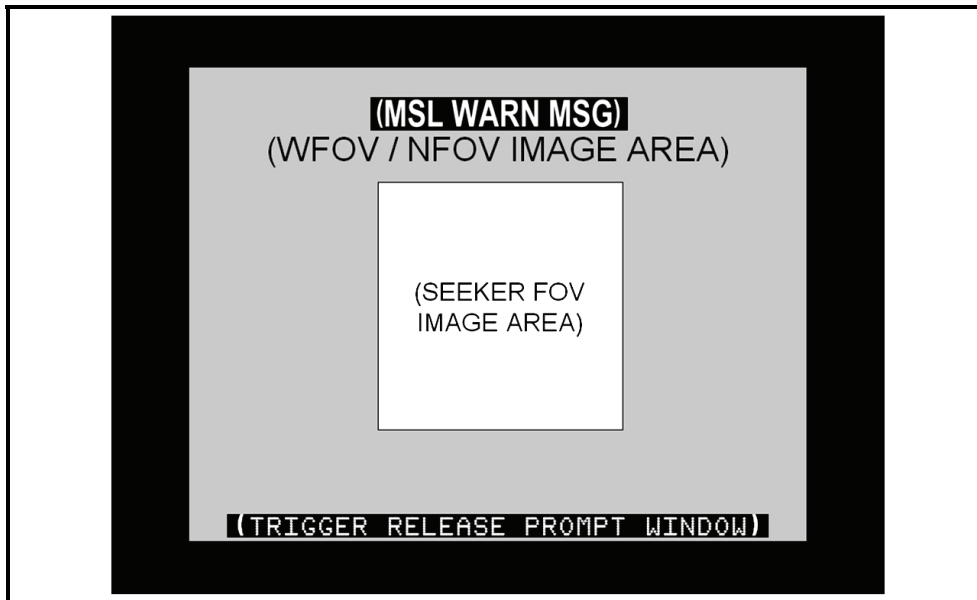 (MSL WARN MSG)
(WFOV / NFOV IMAGE AREA)
(SEEKER FOV
IMAGE AREA)
(TRIGGER RELEASE PROMPT WINDOW)